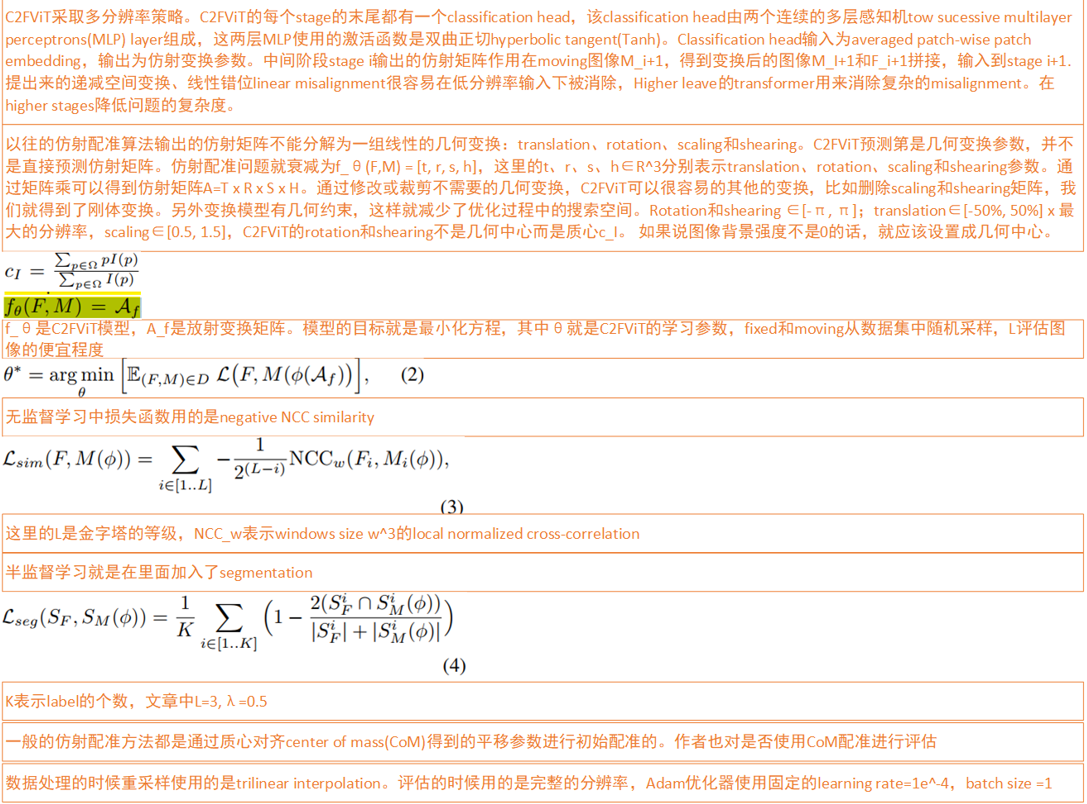 C2FViT采取多分辨率策略。C2FViT的每个stage的末尾都有一个classification head，该classification head由两个连续的多层感知机tow sucessive multilayer
perceptrons(MLP) layer组成，这两层MLP使用的激活函数是双曲正切hyperbolic tangent(Tanh)。Classification head输入为averaged patch-wise patch
embedding，输出为仿射变换参数。中间阶段stage i输出的仿射矩阵作用在moving图像M_i+1，得到变换后的图像M_I+1和F_i+1拼接，输入到stage i+1.
提出来的递减空间变换、线性错位linear misalignment很容易在低分辨率输入下被消除，Higher leave的transformer用来消除复杂的misalignment。在
higher stages降低问题的复杂度。
以往的仿射配准算法输出的仿射矩阵不能分解为一组线性的几何变换：translation、rotation、scaling和shearing。C2FViT预测第是几何变换参数，并不
是直接预测仿射矩阵。仿射配准问题就衰减为f_θ(F,M) = [t, r, s, h]，这里的t、r、s、h∈R^3分别表示translation、rotation、scaling和shearing参数。通
过矩阵乘可以得到仿射矩阵A=T x R x S x H。通过修改或裁剪不需要的几何变换，C2FViT可以很容易的其他的变换，比如删除scaling和shearing矩阵，我
们就得到了刚体变换。另外变换模型有几何约束，这样就减少了优化过程中的搜索空间。Rotation和shearing ∈[-π, π]；translation∈[-50%, 50%] x 最
大的分辨率，scaling∈[0.5, 1.5]，C2FViT的rotation和shearing不是几何中心而是质心c_I。 如果说图像背景强度不是0的话，就应该设置成几何中心。
c_I = \frac{\sum_{p∈Ω} pI(p)}{\sum_{p∈Ω} I(p)}
f_θ(F, M) = A_f
f_θ是C2FViT模型，A_f是放射变换矩阵。模型的目标就是最小化方程，其中θ就是C2FViT的学习参数，fixed和moving从数据集中随机采样，L评估图
像的便宜程度
θ* = arg min_θ [E_{(F,M)∈D} L(F, M(φ(A_f)))], (2)
无监督学习中损失函数用的是negative NCC similarity
L_{sim}(F, M(φ)) = \sum_{i∈[1..L]} -\frac{1}{2^{(L-i)}} NCC_w(F_i, M_i(φ)),
(3)
这里的L是金字塔的等级，NCC_w表示windows size w^3的local normalized cross-correlation
半监督学习就是在里面加入了segmentation
L_{seg}(S_F, S_M(φ)) = \frac{1}{K} \sum_{i∈[1..K]} (1 - \frac{2(S_F^i ∩ S_M^i(φ))}{|S_F^i| + |S_M^i(φ)|})
(4)
K表示label的个数，文章中L=3, λ=0.5
一般的仿射配准方法都是通过质心对齐center of mass(CoM)得到的平移参数进行初始配准的。作者也对是否使用CoM配准进行评估
数据处理的时候重采样使用的是trilinear interpolation。评估的时候用的是完整的分辨率，Adam优化器使用固定的learning rate=1e^-4，batch size =1